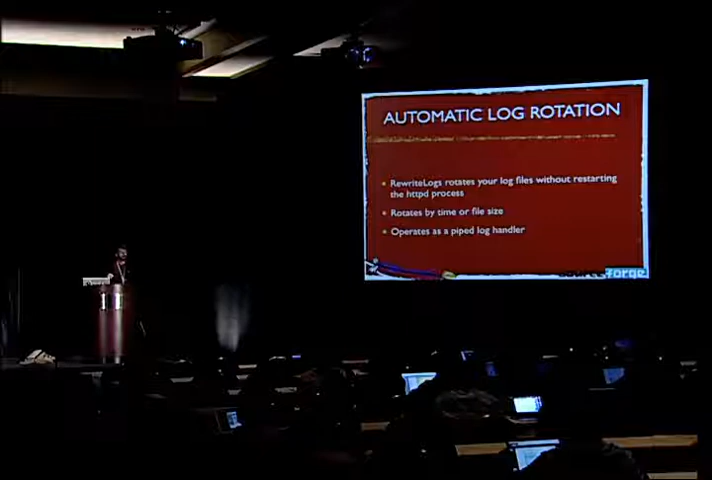 AUTOMATIC LOG ROTATION
RewriteLogs rotates your log files without restarting
the httpd process
Rotates by time or file size
Operates as a piped log handler
sourceforge